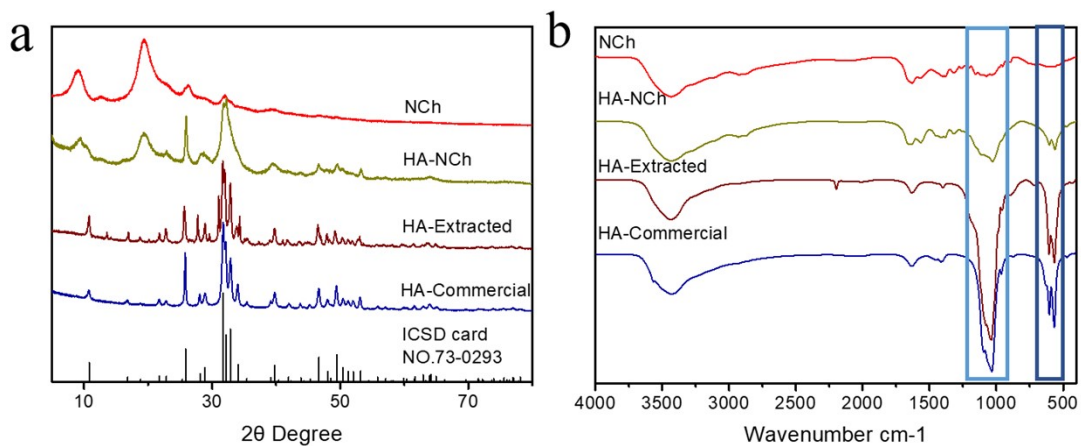 a
NCh
HA-NCh
HA-Extracted
HA-Commercial
ICSD card
NO.73-0293
10
30
50
70
2θ Degree
b
NCh
HA-NCh
HA-Extracted
HA-Commercial
4000 3500 3000 2500 2000 1500 1000 500
Wavenumber cm-1